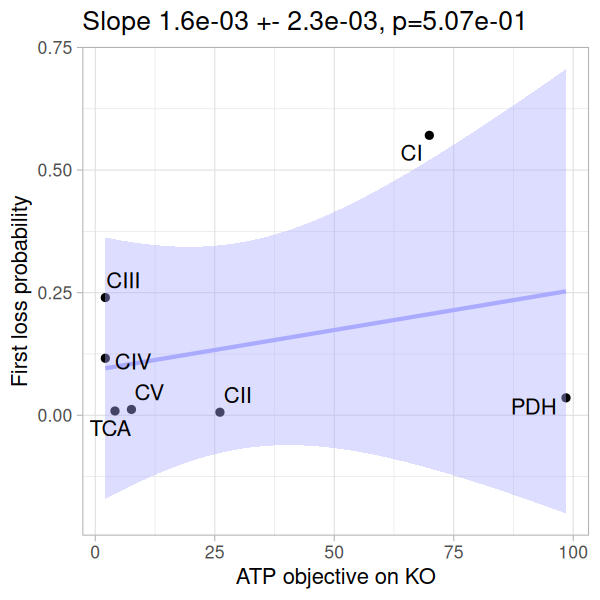 Slope 1.6e-03 +- 2.3e-03, p=5.07e-01
0.75
0.50
0.25
0.00
First loss probability
CI
CIII
CIV
CV
CII
TCA
PDH
0
25
50
75
100
ATP objective on KO